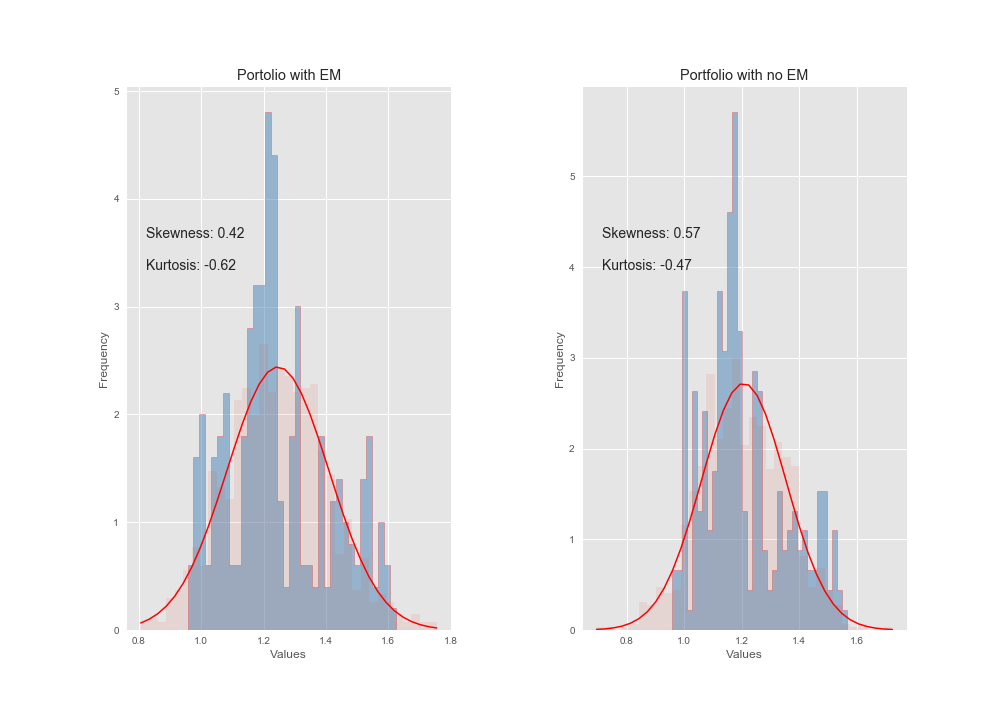 Portolio with EM
5
4
3
2
1
0
Frequency
Skewness: 0.42
Kurtosis: -0.62
0.8 1.0 1.2 1.4 1.6 1.8
Values
Portfolio with no EM
5
4
3
2
1
0
Frequency
Skewness: 0.57
Kurtosis: -0.47
0.8 1.0 1.2 1.4 1.6
Values